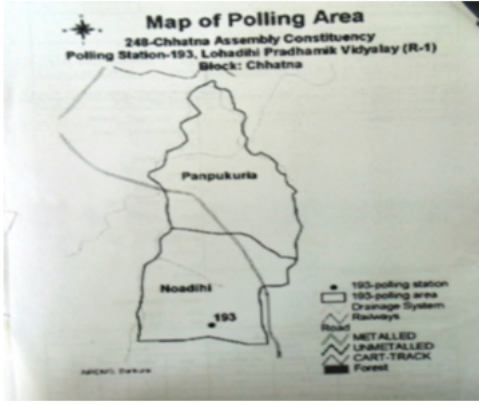 Map of Polling Area
248-Chhatna Assembly Constituency
Polling Station-193, Lohadihi Pradhamik Vidyalay (R-1)
Block: Chhatna
Panpukuria
Noadihi
193
193-polling station
193-polling area
Drainage System
Railways
Road
METALLED
UNMETALLED
CART-TRACK
Forest
Bankura